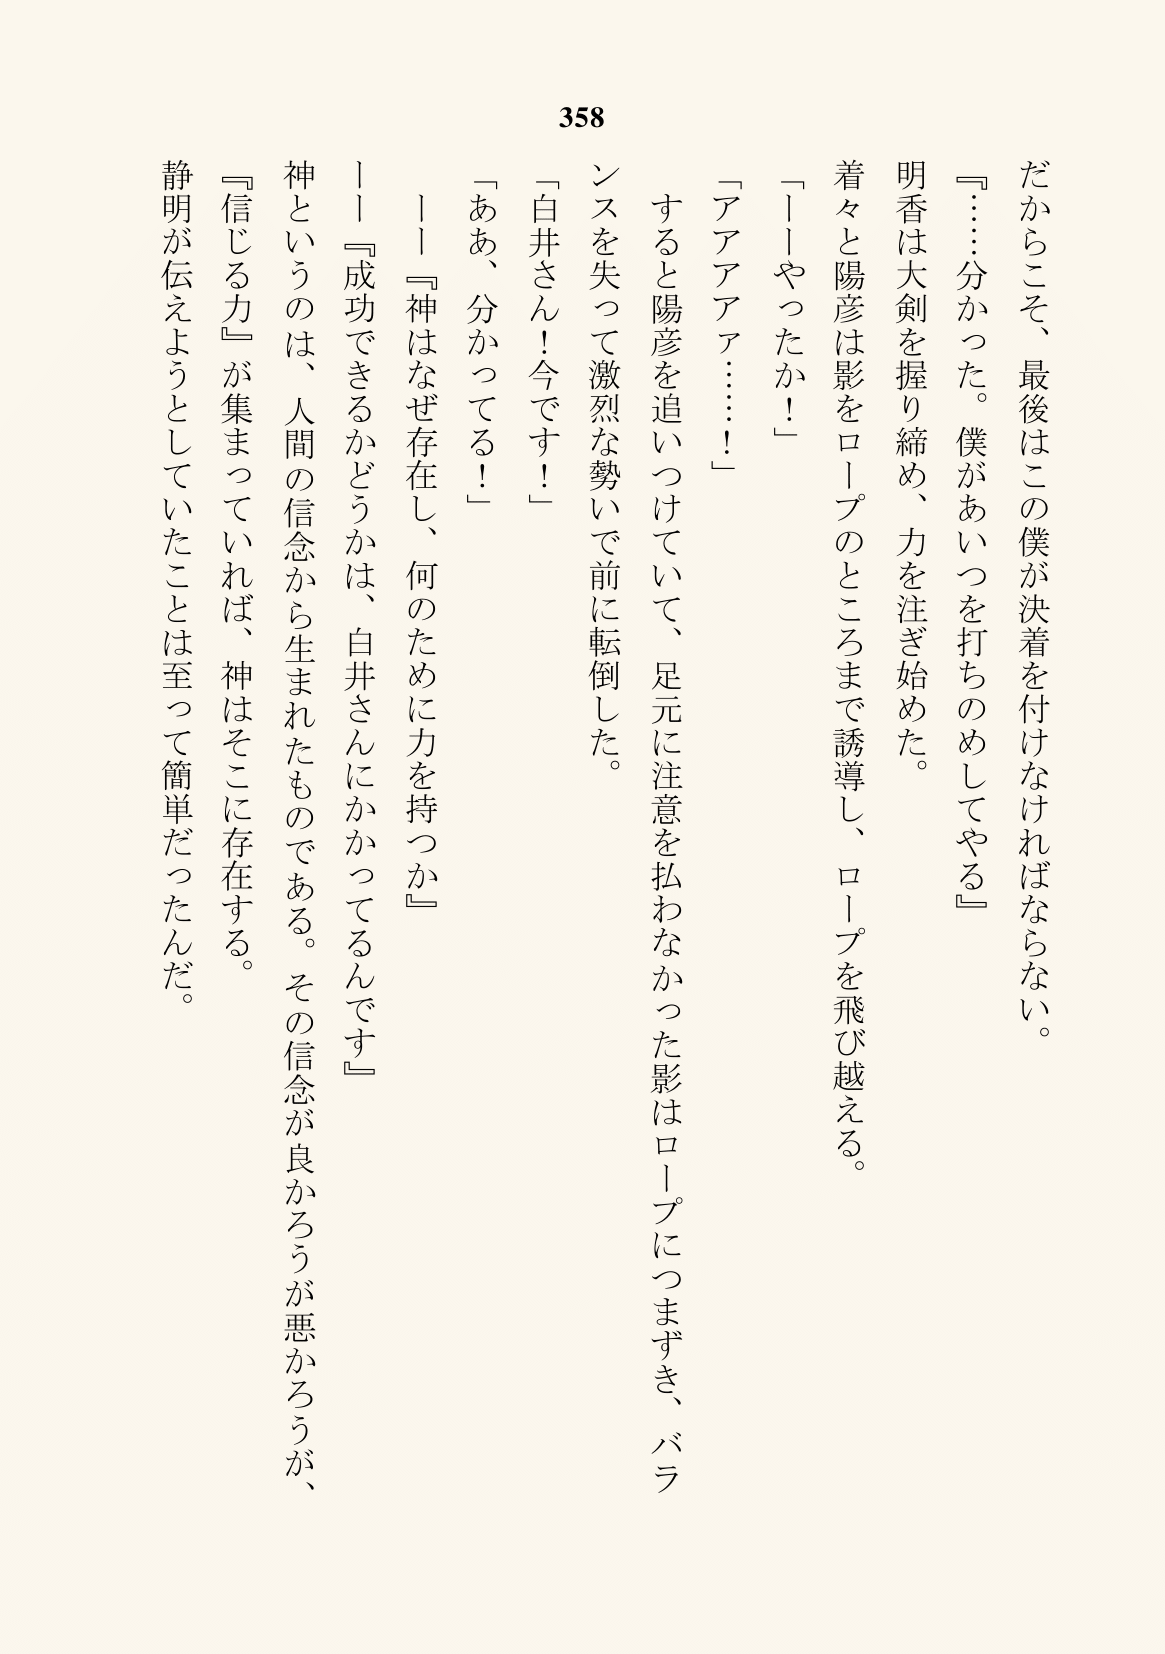 358
だからこそ、最後はこの僕が決着を付けなければならない。
『……分かった。僕があいつを打ちのめしてやる』
明香は大剣を握り締め、力を注ぎ始めた。
着々と陽彦は影をロープのところまで誘導し、ロープを飛び越える。
「ーーやったか！」
「アアアアァ……！」
　すると陽彦を追いつけていて、足元に注意を払わなかった影はロープにつまずき、バラ
ンスを失って激烈な勢いで前に転倒した。
「白井さん！今です！」
「ああ、分かってる！」
　ーー『神はなぜ存在し、何のために力を持つか』
ーー『成功できるかどうかは、白井さんにかかってるんです』
神というのは、人間の信念から生まれたものである。その信念が良かろうが悪かろうが、
『信じる力』が集まっていれば、神はそこに存在する。
静明が伝えようとしていたことは至って簡単だったんだ。